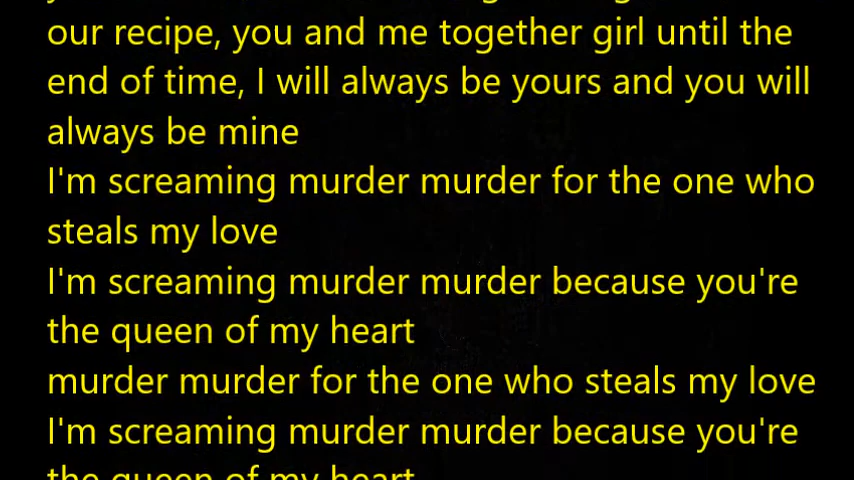 our recipe, you and me together girl until the
end of time, I will always be yours and you will
always be mine
I'm screaming murder murder for the one who
steals my love
I'm screaming murder murder because you're
the queen of my heart
murder murder for the one who steals my love
I'm screaming murder murder because you're
the queen of my heart